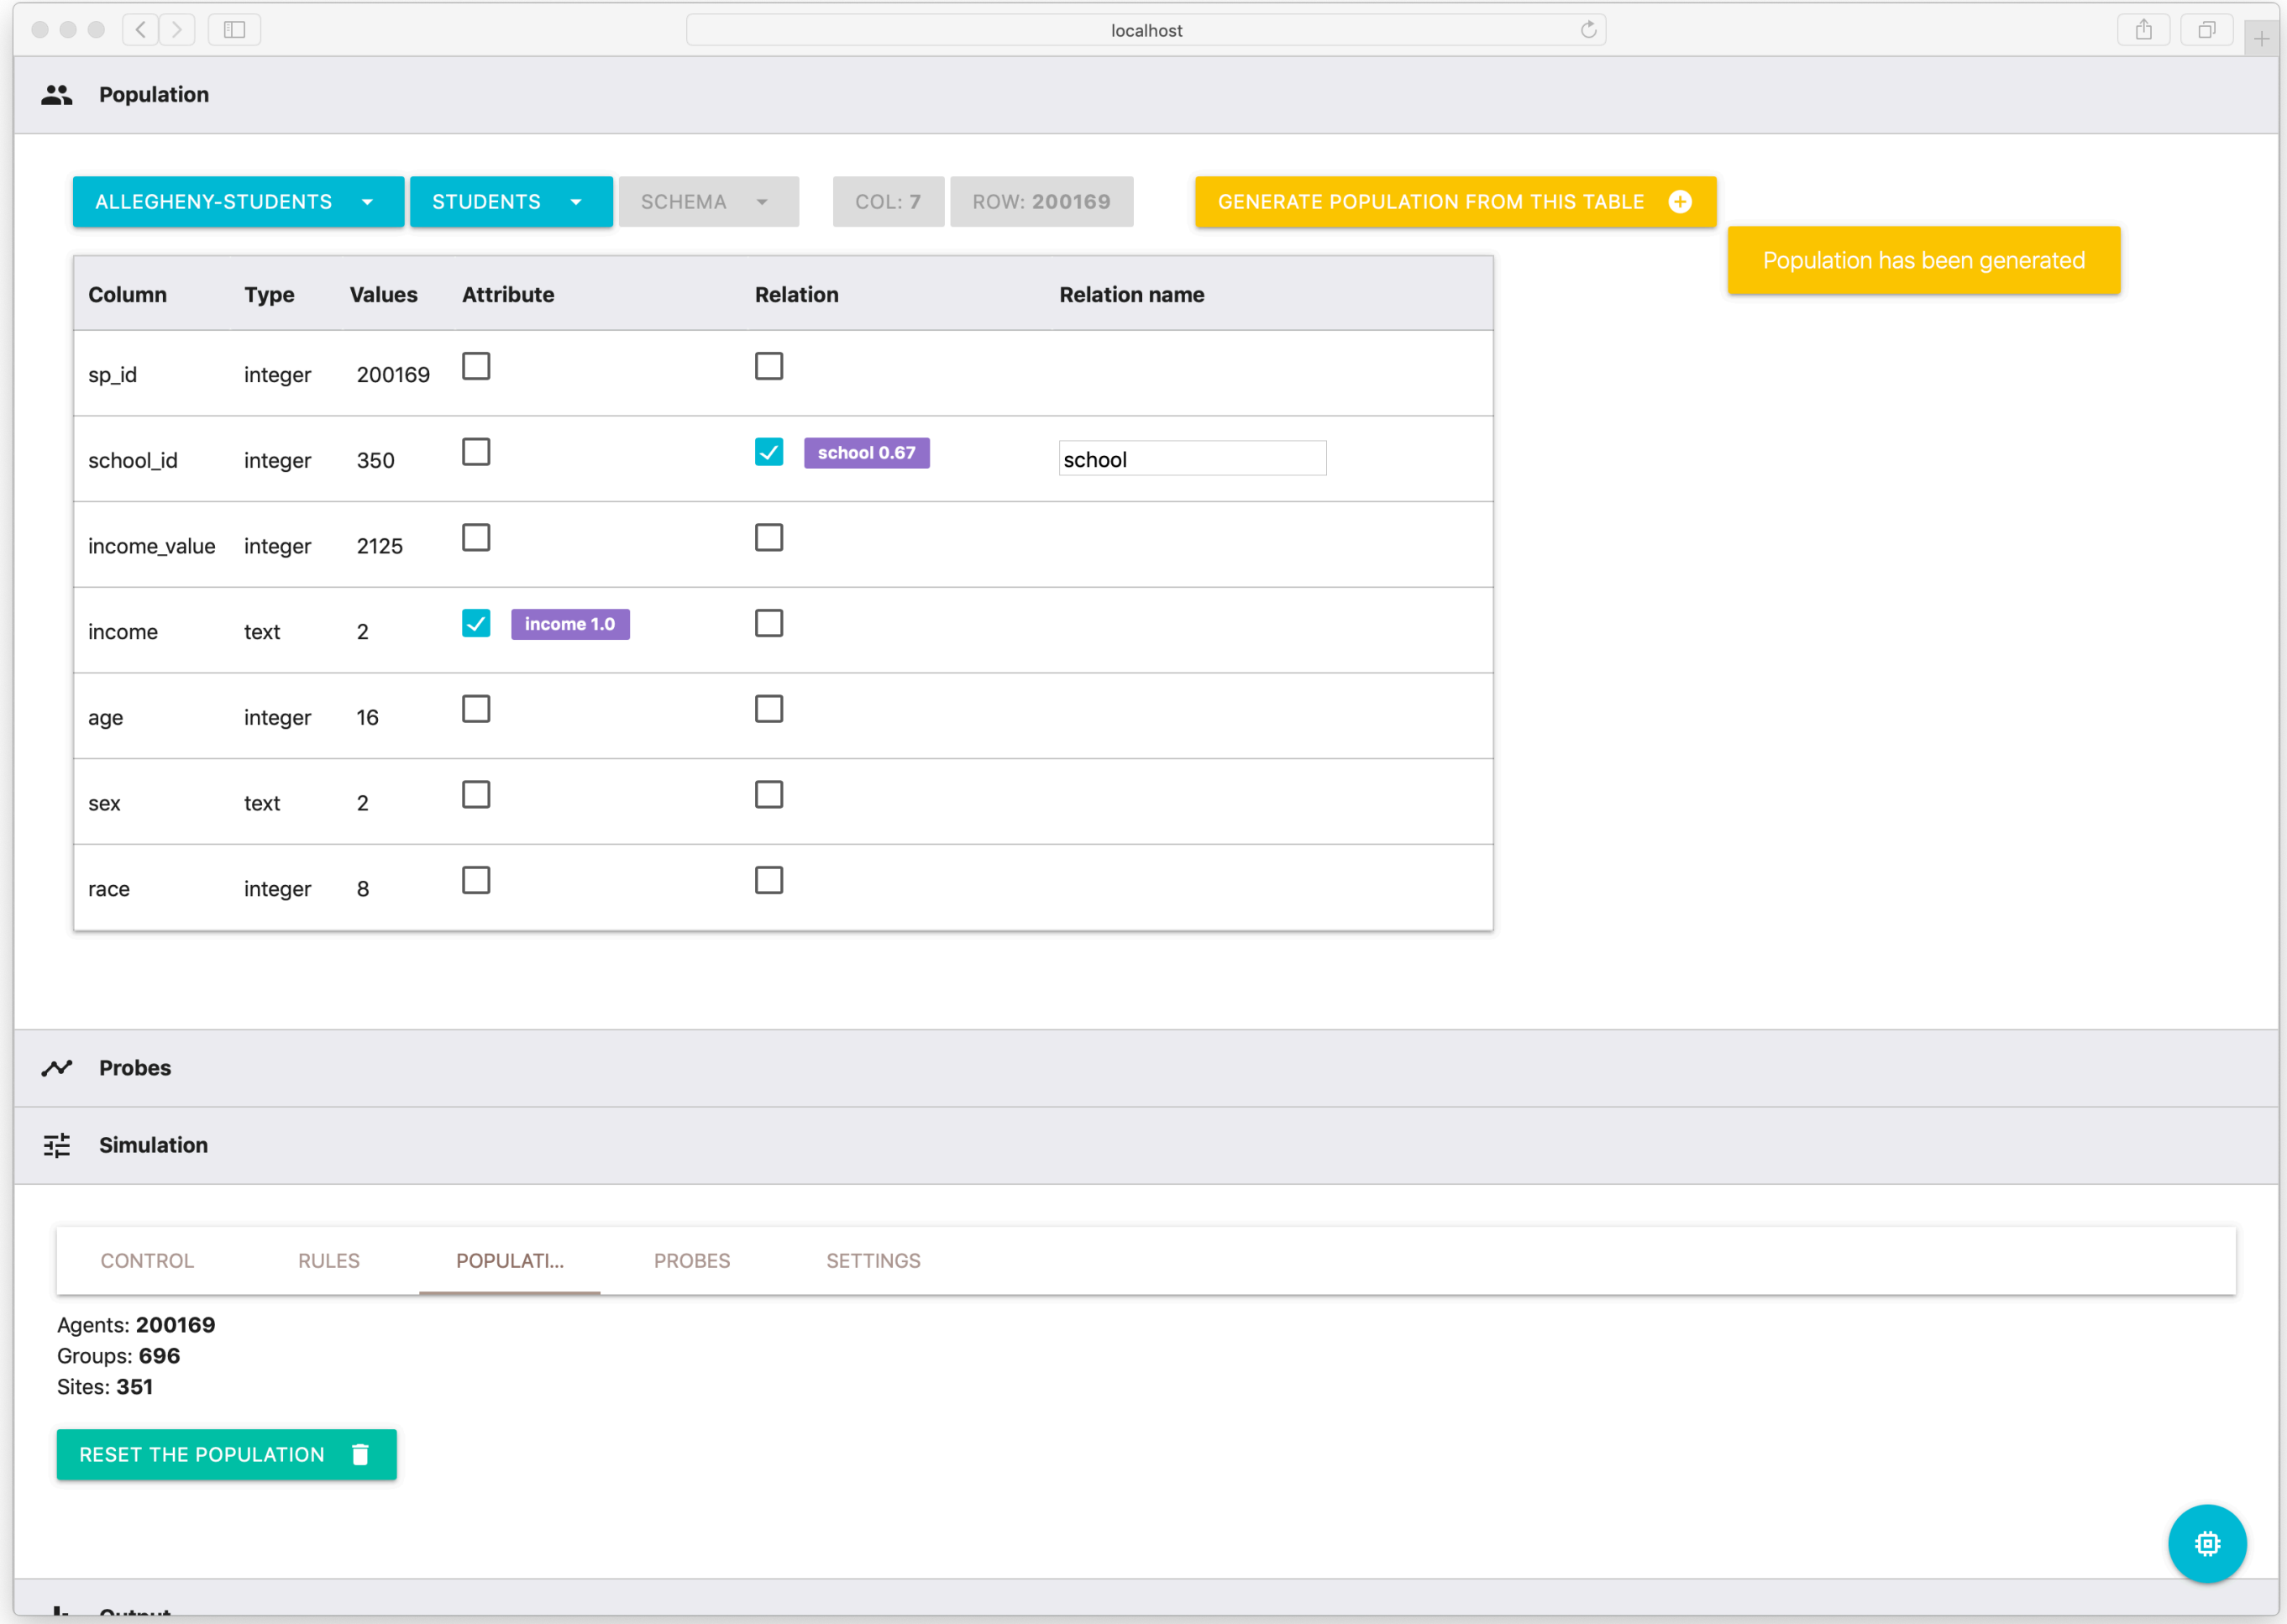 localhost
Population
ALLEGHENY-STUDENTS STUDENTS SCHEMA COL: 7 ROW: 200169 GENERATE POPULATION FROM THIS TABLE
Population has been generated
Column Type Values Attribute Relation Relation name
sp_id integer 200169
school_id integer 350 school 0.67 school
income_value integer 2125
income text 2 income 1.0
age integer 16
sex text 2
race integer 8
Probes
Simulation
CONTROL RULES POPULATI... PROBES SETTINGS
Agents: 200169
Groups: 696
Sites: 351
RESET THE POPULATION
Output